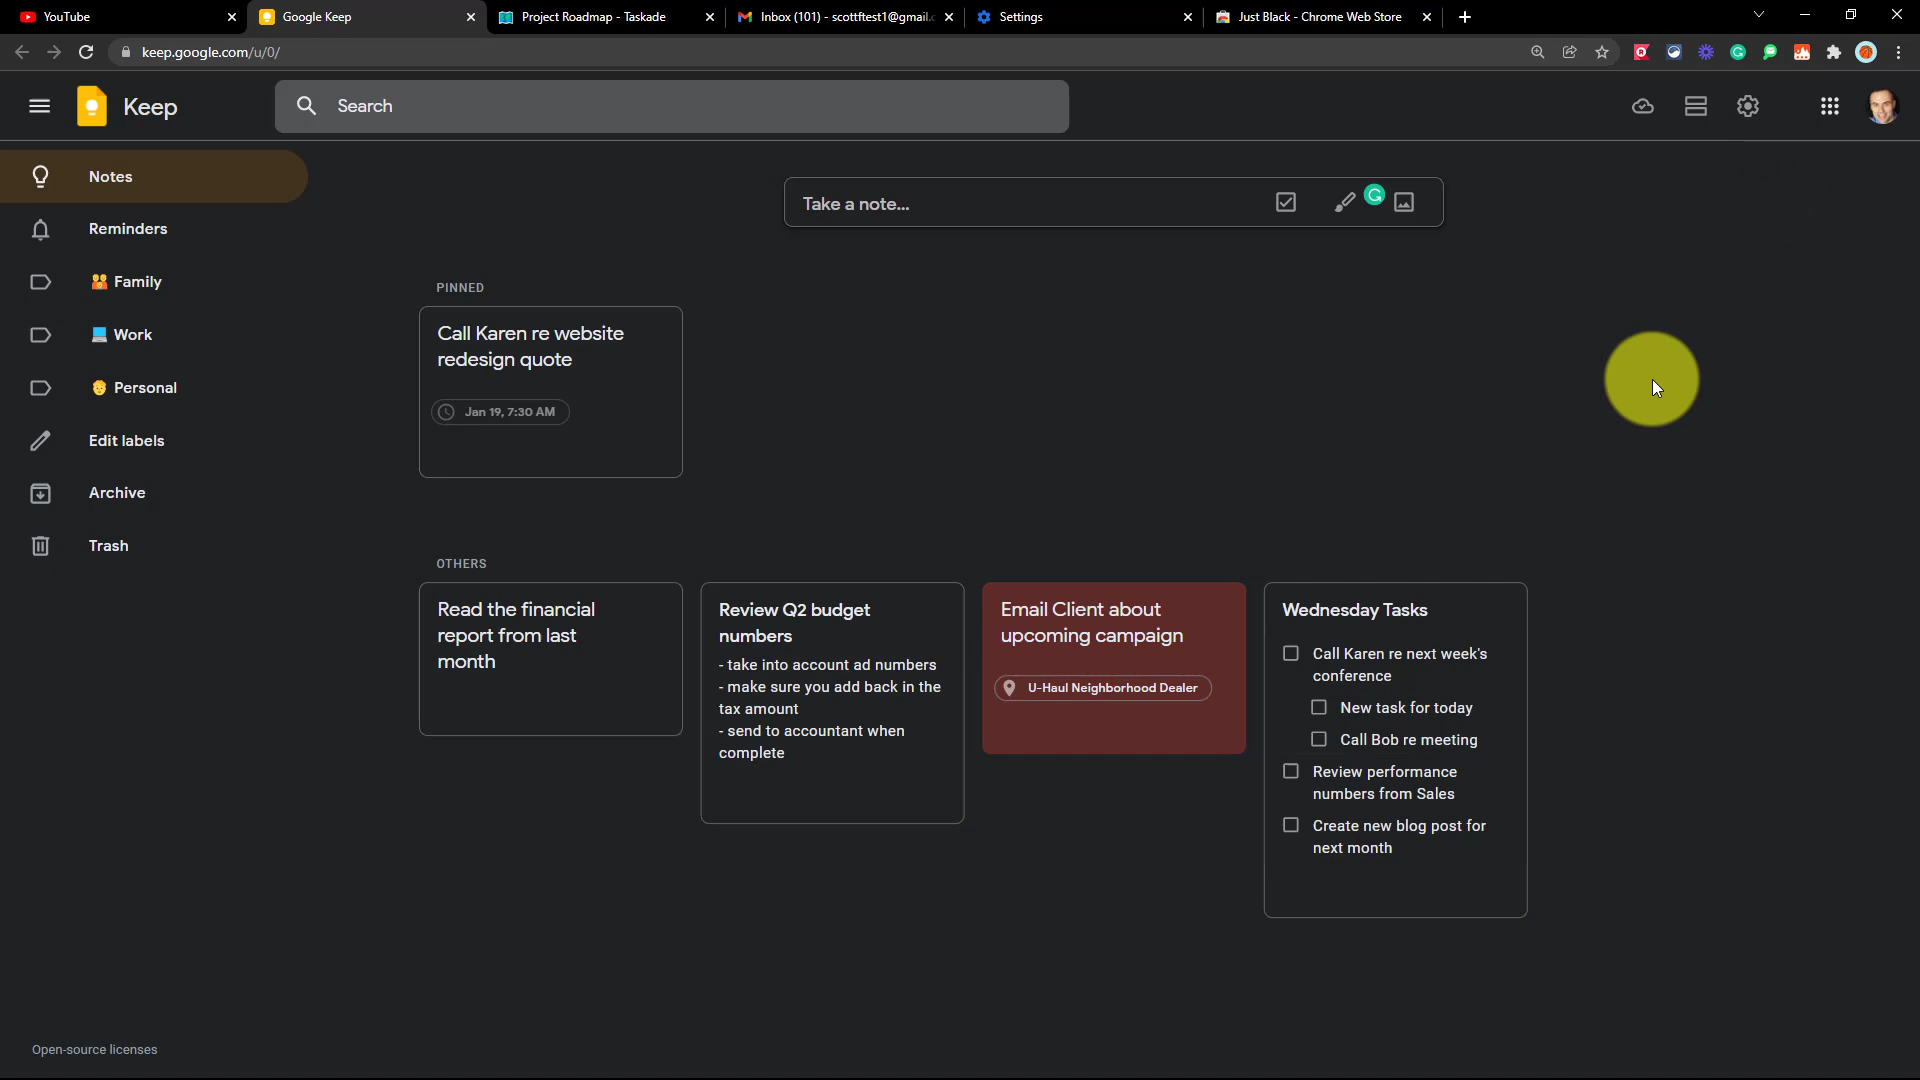 YouTube
Google Keep
Project Roadmap - Taskade
Inbox (101) - scottftest1@gmail.c
Settings
Just Black - Chrome Web Store
keep.google.com/u/0/
Keep
Search
Notes
Reminders
Family
Work
Personal
Edit labels
Archive
Trash
Take a note...
PINNED
Call Karen re website
redesign quote
Jan 19, 7:30 AM
OTHERS
Read the financial
report from last
month
Review Q2 budget
numbers
- take into account ad numbers
- make sure you add back in the
tax amount
- send to accountant when
complete
Email Client about
upcoming campaign
U-Haul Neighborhood Dealer
Wednesday Tasks
Call Karen re next week's
conference
New task for today
Call Bob re meeting
Review performance
numbers from Sales
Create new blog post for
next month
Open-source licenses